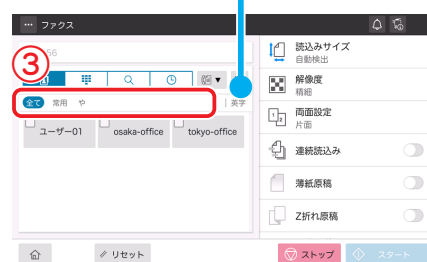 ファクス
56
③
全て 常用 や 英字
ユーザー01 osaka-office tokyo-office
読込みサイズ
自動検出
解像度
精細
両面設定
片面
連続読込み
薄紙原稿
Z折れ原稿
リセット ストップ スタート